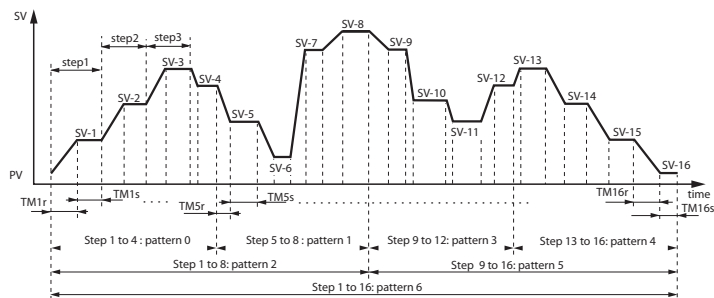 SV
SV-8
step2 step3
SV-7 SV-9
step1 SV-3 SV-13
SV-4 SV-12
SV-2 SV-10 SV-14
SV-5
SV-1 SV-11 SV-15
SV-6 SV-16
PV
time
TM1r TM1s .... TM5r TM5s .................... TM16r TM16s
Step 1 to 4 : pattern 0 Step 5 to 8 : pattern 1 Step 9 to 12: pattern 3 Step 13 to 16: pattern 4
Step 1 to 8: pattern 2 Step 9 to 16: pattern 5
Step 1 to 16: pattern 6